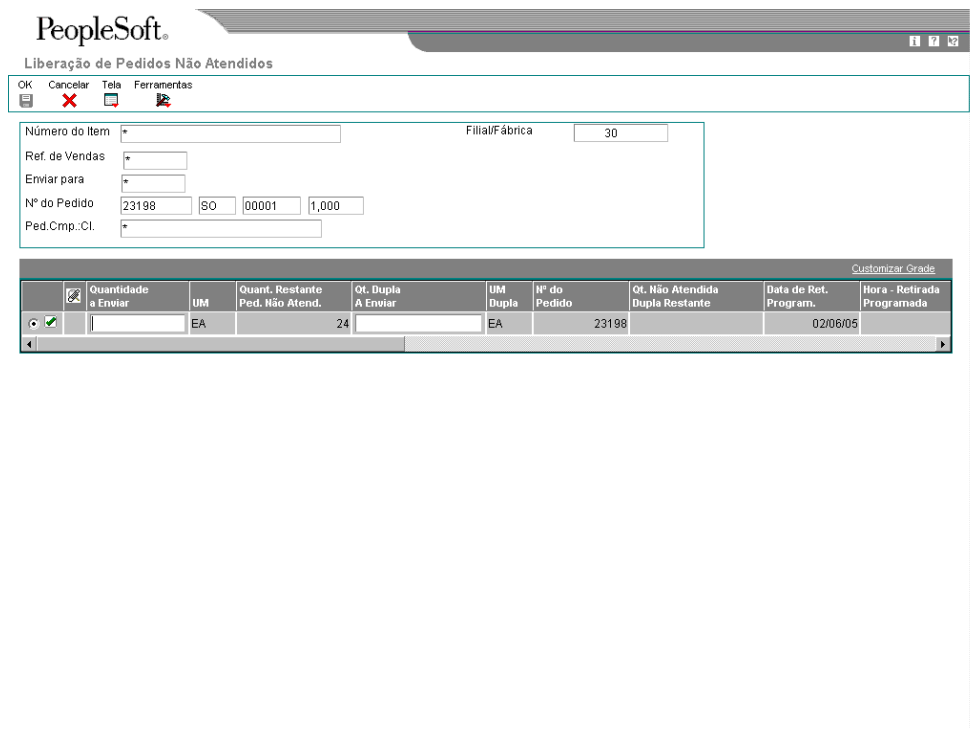 PeopleSoft®
Liberação de Pedidos Não Atendidos
OK Cancelar Tela Ferramentas
Número do Item * Filial/Fábrica 30
Ref. de Vendas *
Enviar para *
Nº do Pedido 23198 SO 00001 1,000
Ped.Cmp.:Cl. *
Customizar Grade
Quantidade a Enviar UM Quant. Restante Ped. Não Atend. Qt. Dupla A Enviar UM Dupla Nº do Pedido Qt. Não Atendida Dupla Restante Data de Ret. Program. Hora - Retirada Programada
EA 24 EA 23198 02/06/05